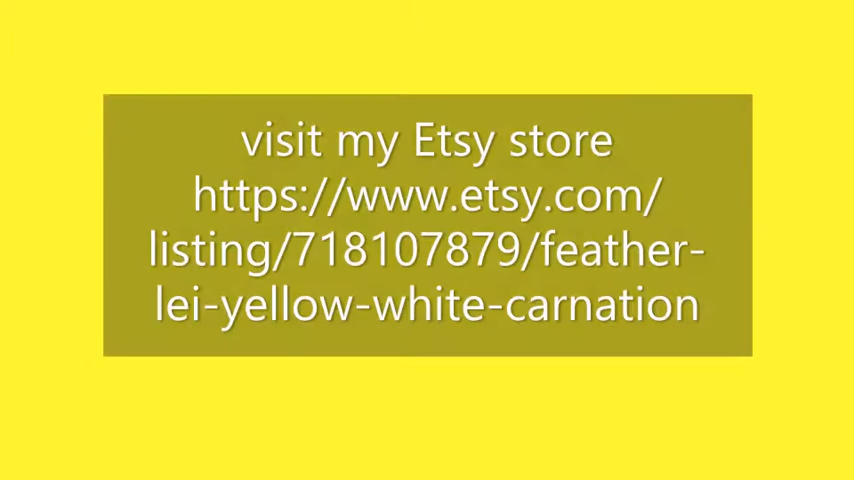 visit my Etsy store
https://www.etsy.com/
listing/718107879/feather-
lei-yellow-white-carnation